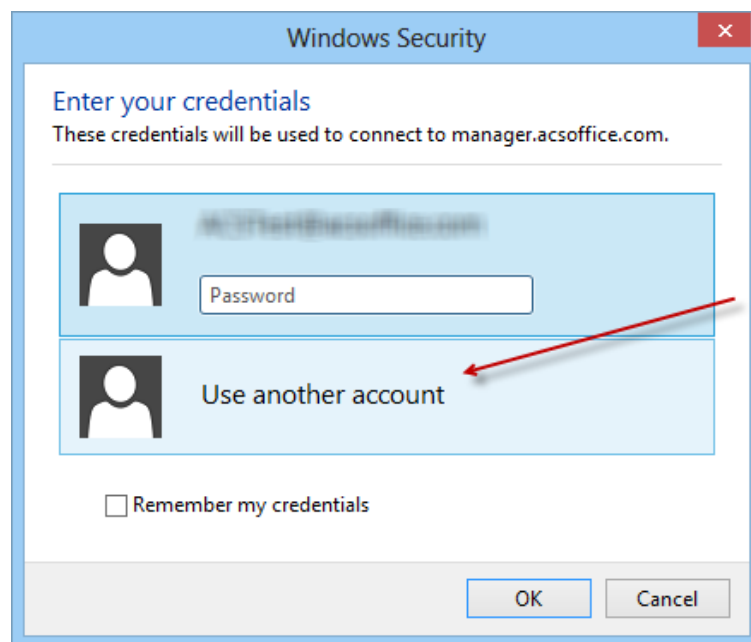 Windows Security
Enter your credentials
These credentials will be used to connect to manager.acsoffice.com.
Password
Use another account
Remember my credentials
OK
Cancel